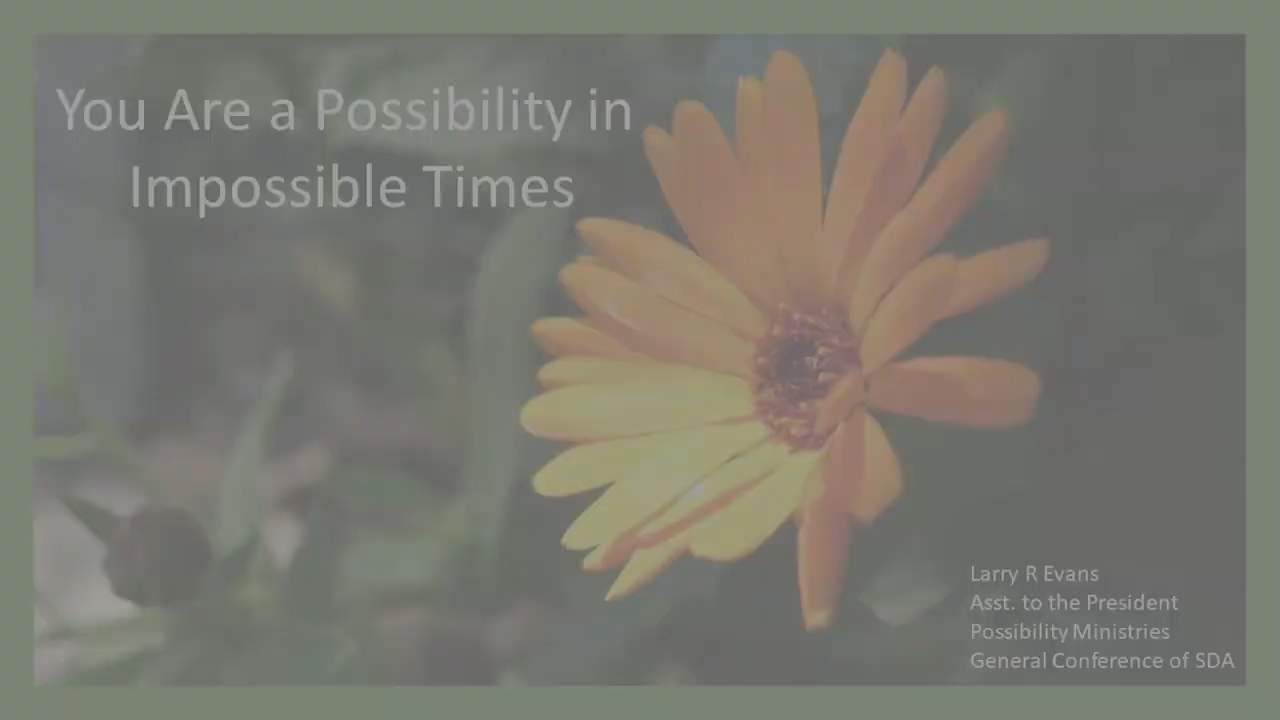 You Are a Possibility in
Impossible Times
Larry R Evans
Asst. to the President
Possibility Ministries
General Conference of SDA